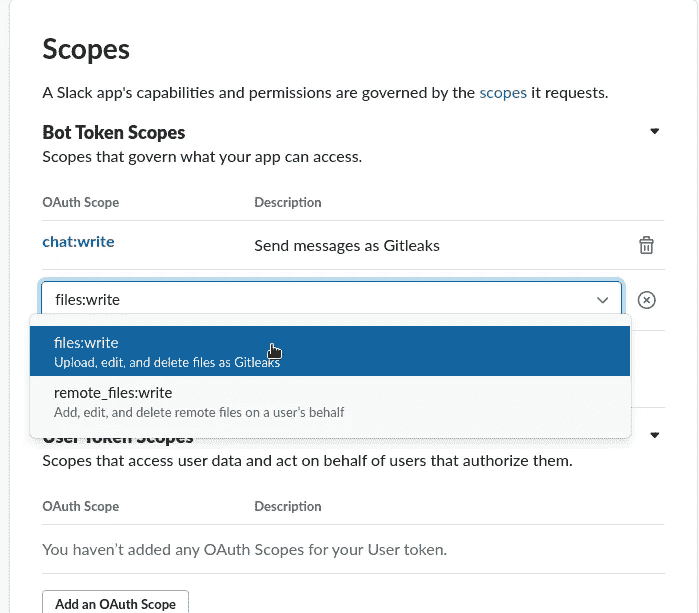 Scopes
A Slack app's capabilities and permissions are governed by the scopes it requests.
Bot Token Scopes
Scopes that govern what your app can access.
OAuth Scope Description
chat:write Send messages as Gitleaks
files:write
files:write
Upload, edit, and delete files as Gitleaks
remote_files:write
Add, edit, and delete remote files on a user’s behalf
User Token Scopes
Scopes that access user data and act on behalf of users that authorize them.
OAuth Scope Description
You haven’t added any OAuth Scopes for your User token.
Add an OAuth Scope